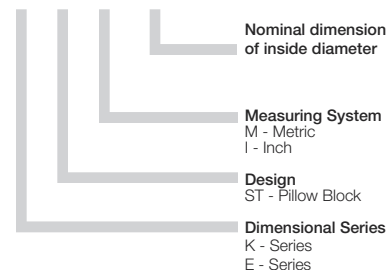 Nominal dimension
of inside diameter
Measuring System
M - Metric
I - Inch
Design
ST - Pillow Block
Dimensional Series
K - Series
E - Series